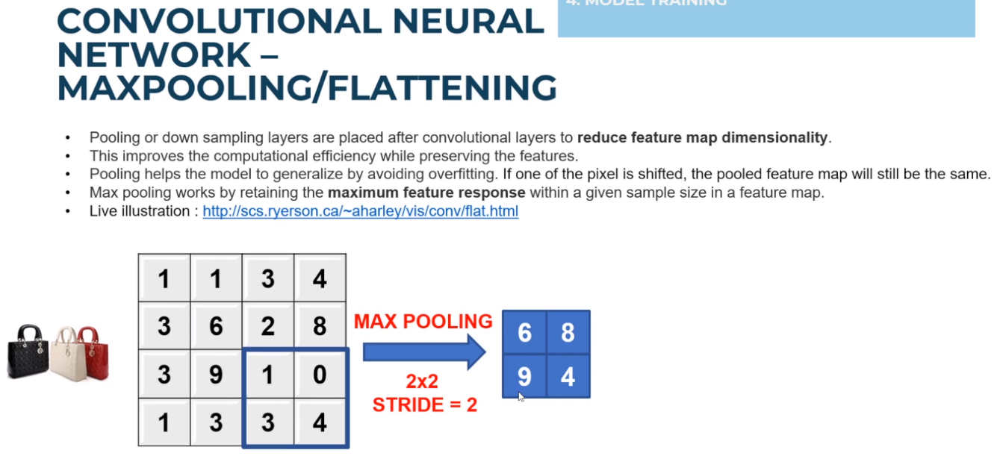 4. MODEL TRAINING
CONVOLUTIONAL NEURAL
NETWORK –
MAXPOOLING/FLATTENING
• Pooling or down sampling layers are placed after convolutional layers to reduce feature map dimensionality.
• This improves the computational efficiency while preserving the features.
• Pooling helps the model to generalize by avoiding overfitting. If one of the pixel is shifted, the pooled feature map will still be the same.
• Max pooling works by retaining the maximum feature response within a given sample size in a feature map.
• Live illustration : http://scs.ryerson.ca/~aharley/vis/conv/flat.html
1 1 3 4
3 6 2 8
3 9 1 0
1 3 3 4
MAX POOLING
2x2
STRIDE = 2
6 8
9 4